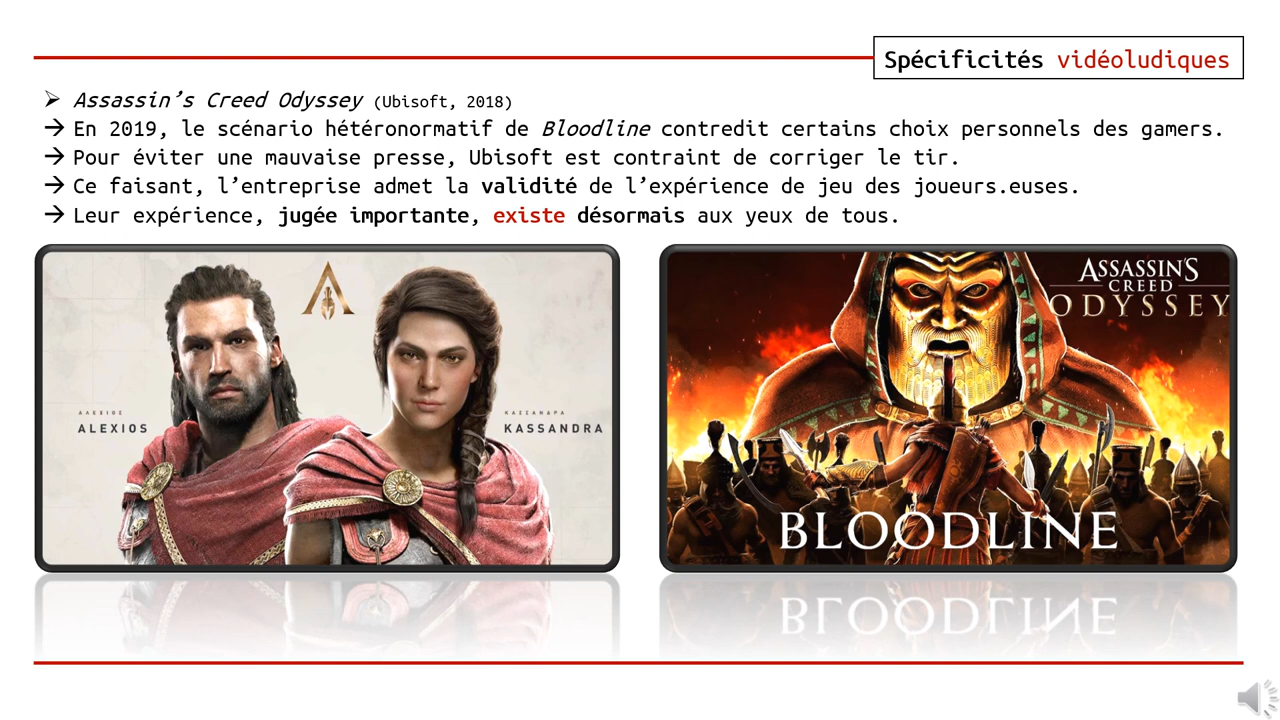 Spécificités vidéoludiques
➢ Assassin’s Creed Odyssey (Ubisoft, 2018)
→ En 2019, le scénario hétéronormatif de Bloodline contredit certains choix personnels des gamers.
→ Pour éviter une mauvaise presse, Ubisoft est contraint de corriger le tir.
→ Ce faisant, l’entreprise admet la validité de l’expérience de jeu des joueurs.euses.
→ Leur expérience, jugée importante, existe désormais aux yeux de tous.
ΑΛΕΞΙΟΣ
ALEXIOS
ΚΑΣΣΑΝΔΡΑ
KASSANDRA
ASSASSIN'S
CREED
ODYSSEY
BLOODLINE